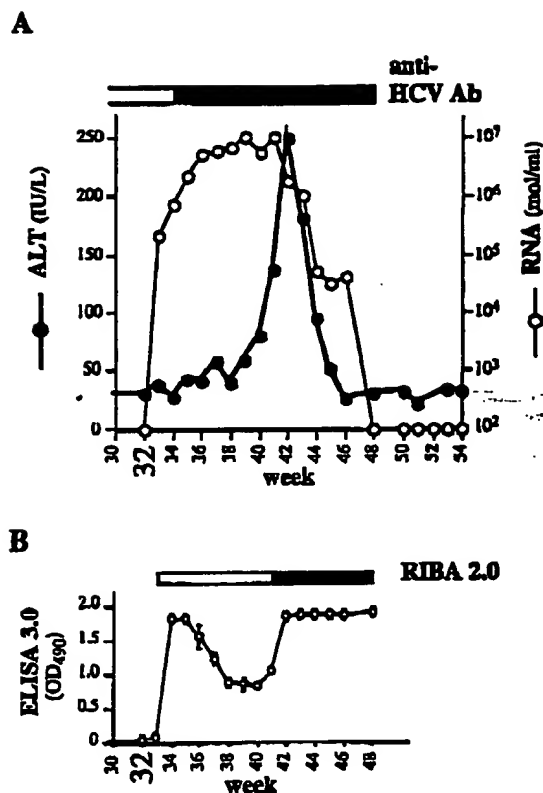 A
anti-
HCV Ab
ALT (IU/L)
250
200
150
100
50
0
10⁷
10⁶
10⁵
10⁴
10³
10²
RNA (mol/ml)
30 32 34 36 38 40 42 44 46 48 50 52 54
week
B
RIBA 2.0
ELISA 3.0
(OD₄₉₀)
2.0
1.5
1.0
0.5
0
30 32 34 36 38 40 42 44 46 48
week